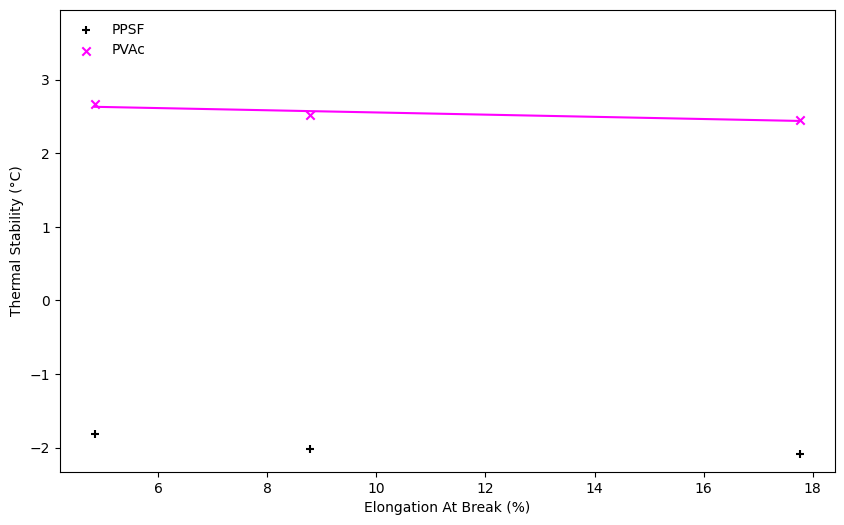 PPSF
PVAc
3
2
1
0
−1
−2
Thermal Stability (°C)
6 8 10 12 14 16 18
Elongation At Break (%)